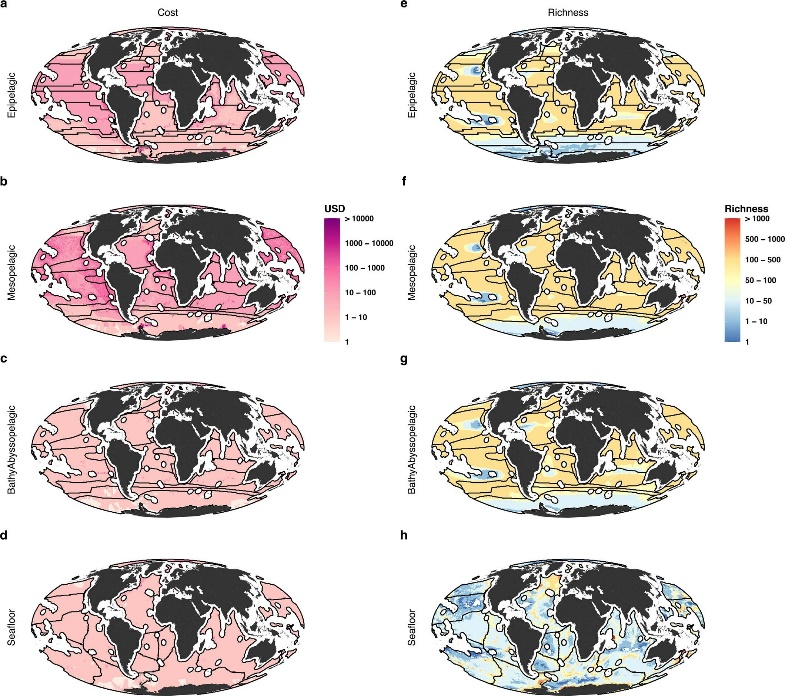 a
Cost
e
Richness
Epipelagic
Epipelagic
b
f
Mesopelagic
USD
> 10000
1000 − 10000
100 − 1000
10 − 100
1 − 10
1
Mesopelagic
Richness
> 1000
500 − 1000
100 − 500
50 − 100
10 − 50
1 − 10
1
c
g
BathyAbyssopelagic
BathyAbyssopelagic
d
h
Seafloor
Seafloor